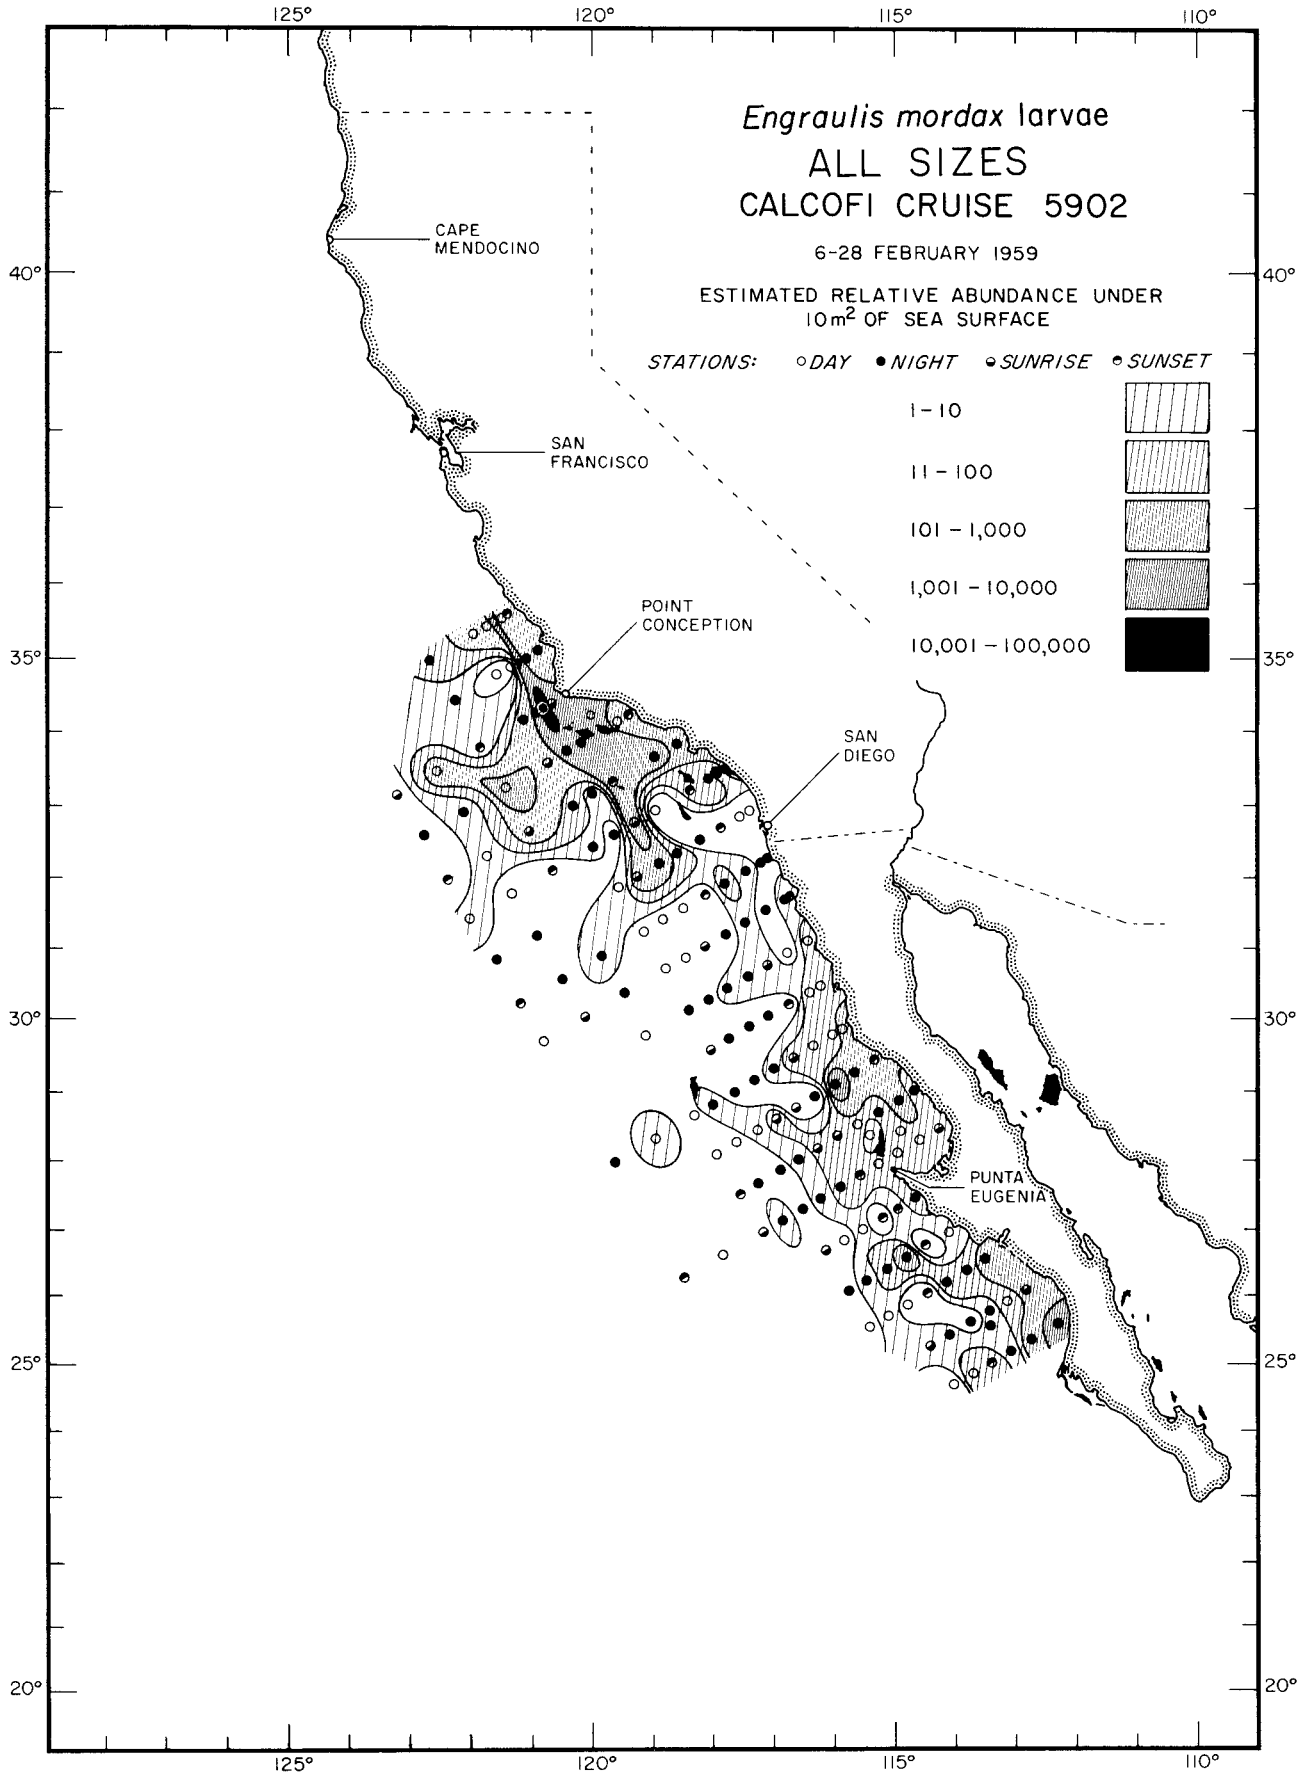 125° 120° 115° 110°
Engraulis mordax larvae
ALL SIZES
CALCOFI CRUISE 5902
6-28 FEBRUARY 1959
ESTIMATED RELATIVE ABUNDANCE UNDER
10m² OF SEA SURFACE
STATIONS: ○DAY ●NIGHT ◒SUNRISE ◓SUNSET
1-10
11-100
101-1,000
1,001-10,000
10,001-100,000
CAPE
MENDOCINO
40° 40°
SAN
FRANCISCO
POINT
CONCEPTION
35° 35°
SAN
DIEGO
30° 30°
PUNTA
EUGENIA
25° 25°
20° 20°
125° 120° 115° 110°